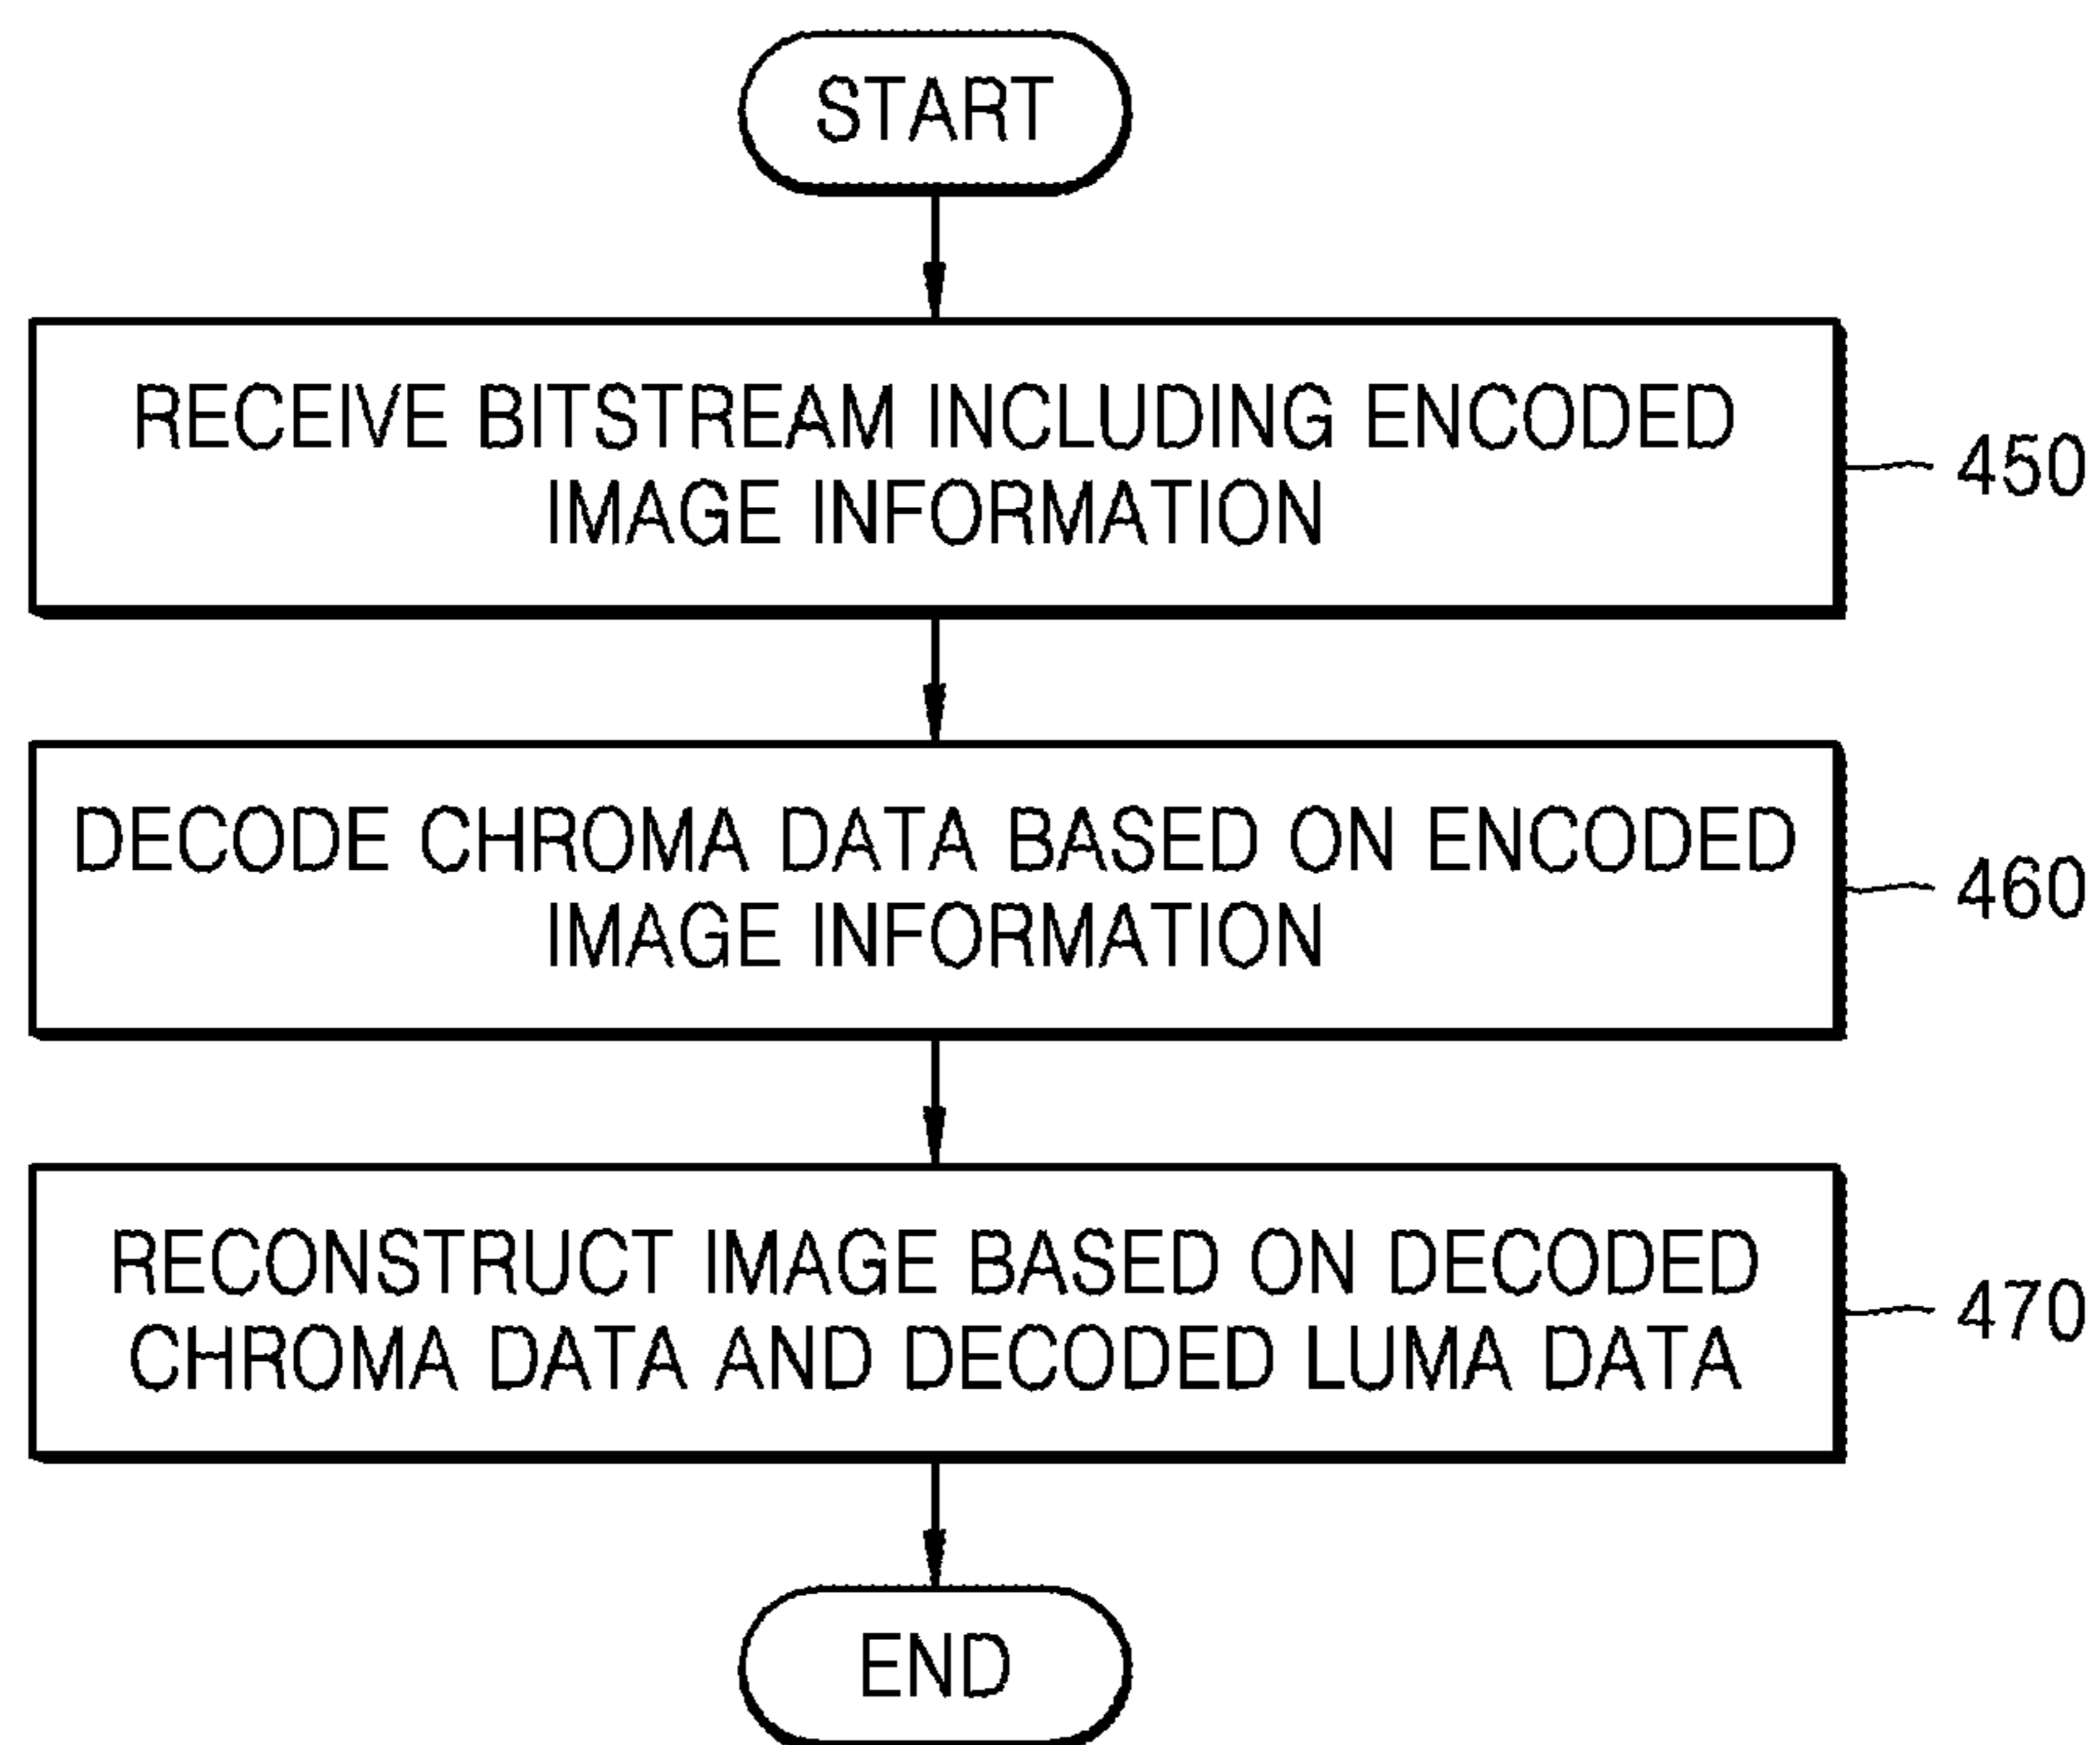 START
RECEIVE BITSTREAM INCLUDING ENCODED
IMAGE INFORMATION
450
DECODE CHROMA DATA BASED ON ENCODED
IMAGE INFORMATION
460
RECONSTRUCT IMAGE BASED ON DECODED
CHROMA DATA AND DECODED LUMA DATA
470
END